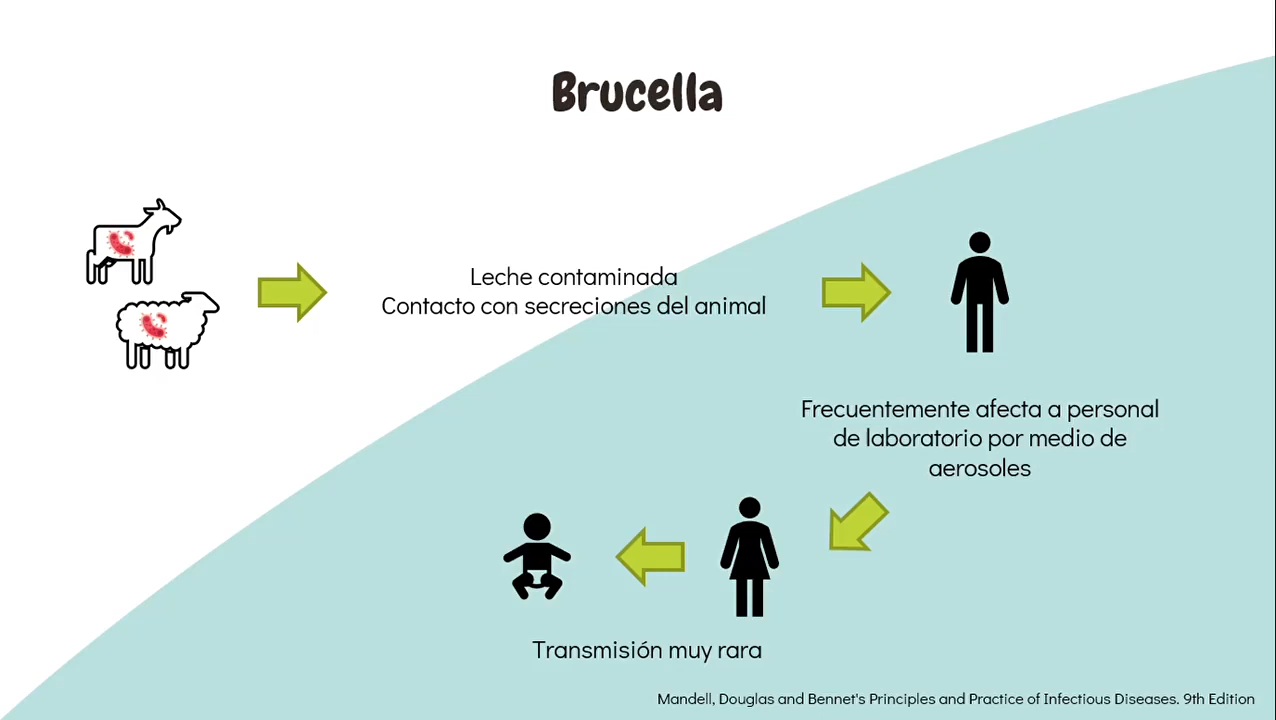 Brucella
Leche contaminada
Contacto con secreciones del animal
Frecuentemente afecta a personal
de laboratorio por medio de
aerosoles
Transmisión muy rara
Mandell, Douglas and Bennet's Principles and Practice of Infectious Diseases. 9th Edition